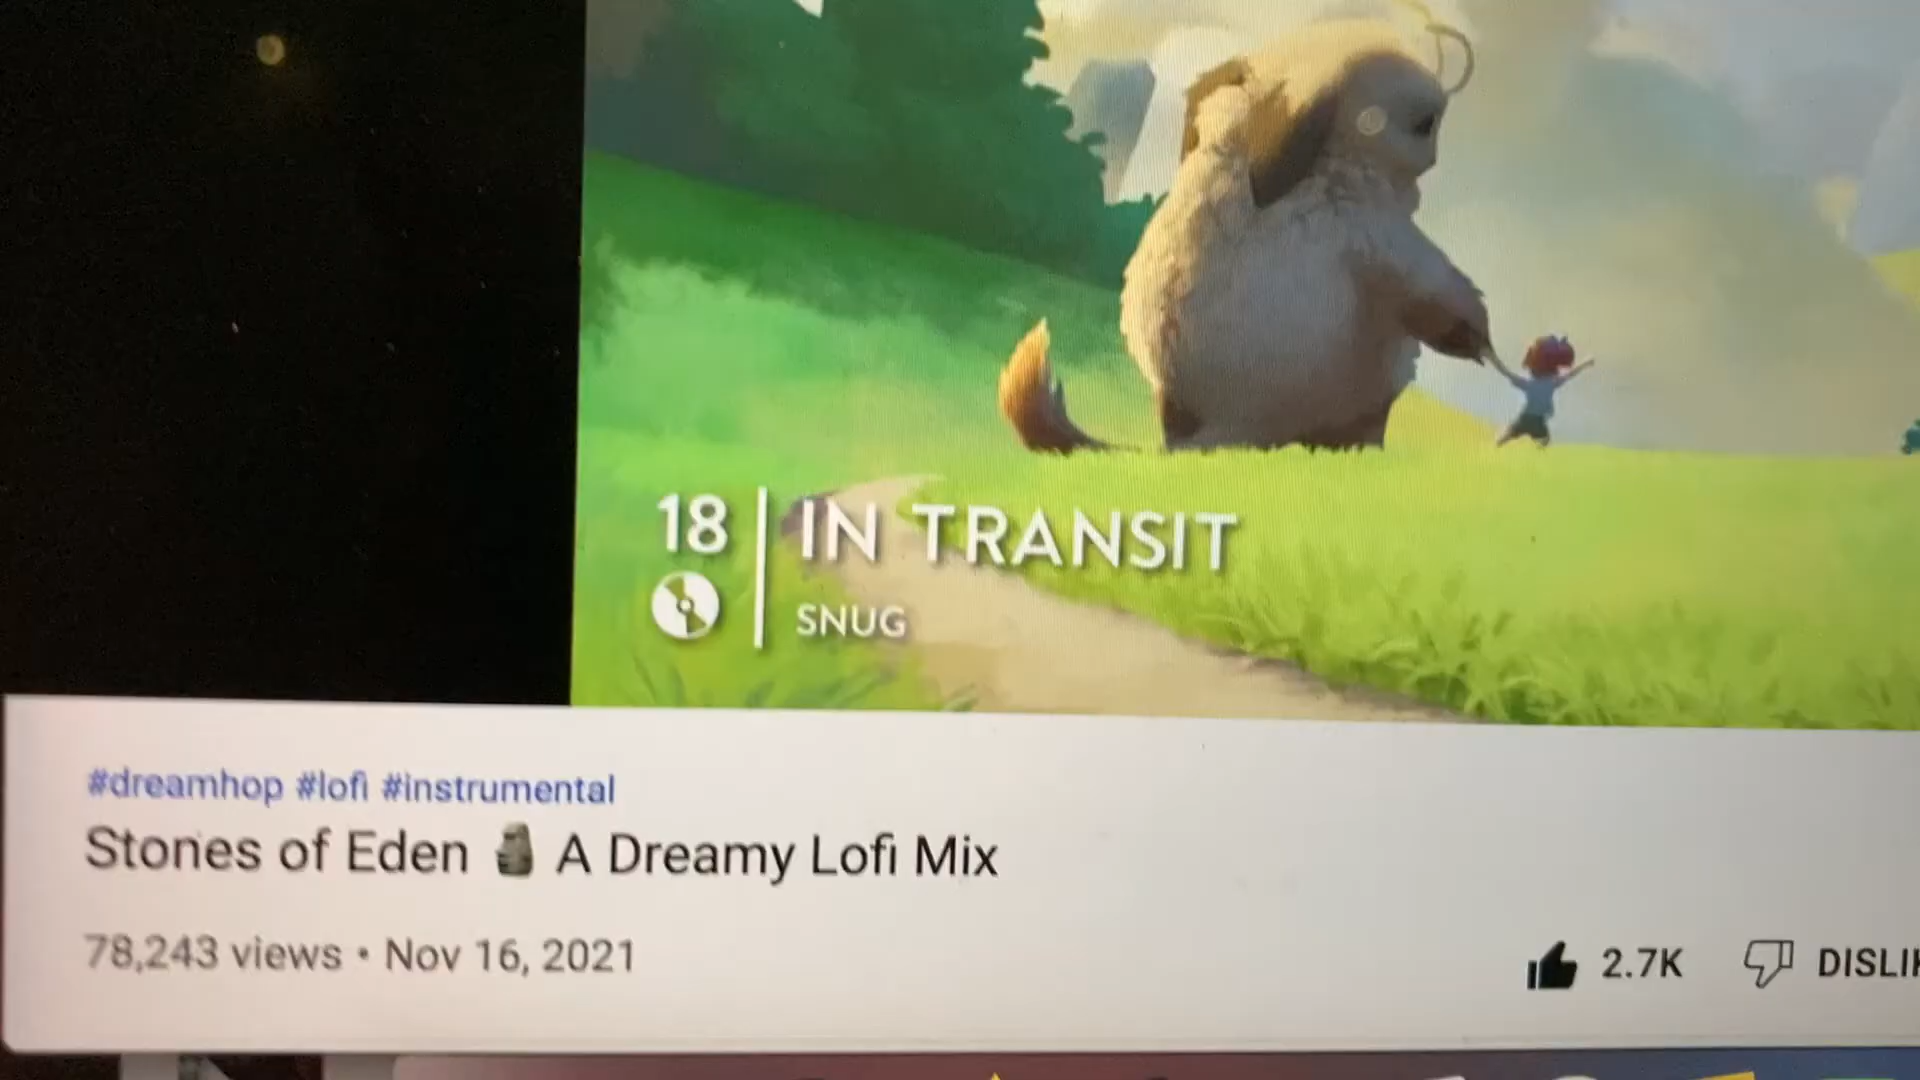 18 | IN TRANSIT
SNUG
#dreamhop #lofi #instrumental
Stones of Eden 🗿 A Dreamy Lofi Mix
78,243 views • Nov 16, 2021
2.7K DISLI